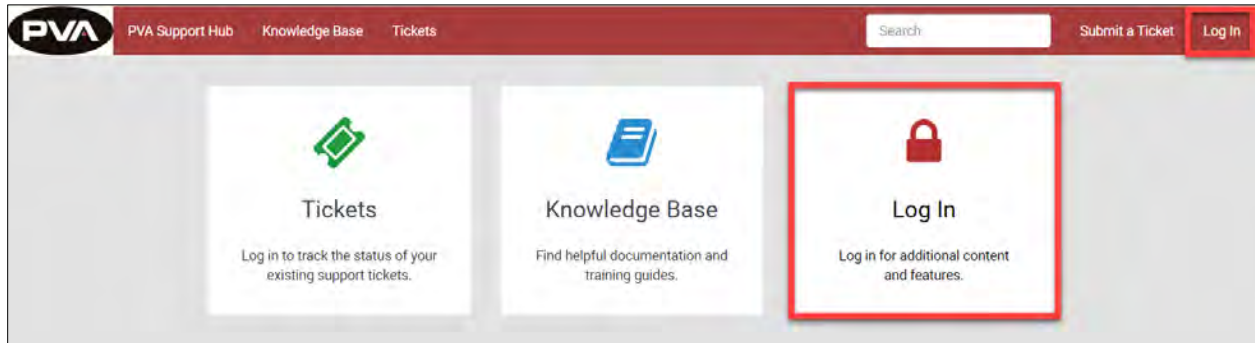 PVA PVA Support Hub Knowledge Base Tickets Search Submit a Ticket Log In
Tickets
Log in to track the status of your
existing support tickets.
Knowledge Base
Find helpful documentation and
training guides.
Log In
Log in for additional content
and features.